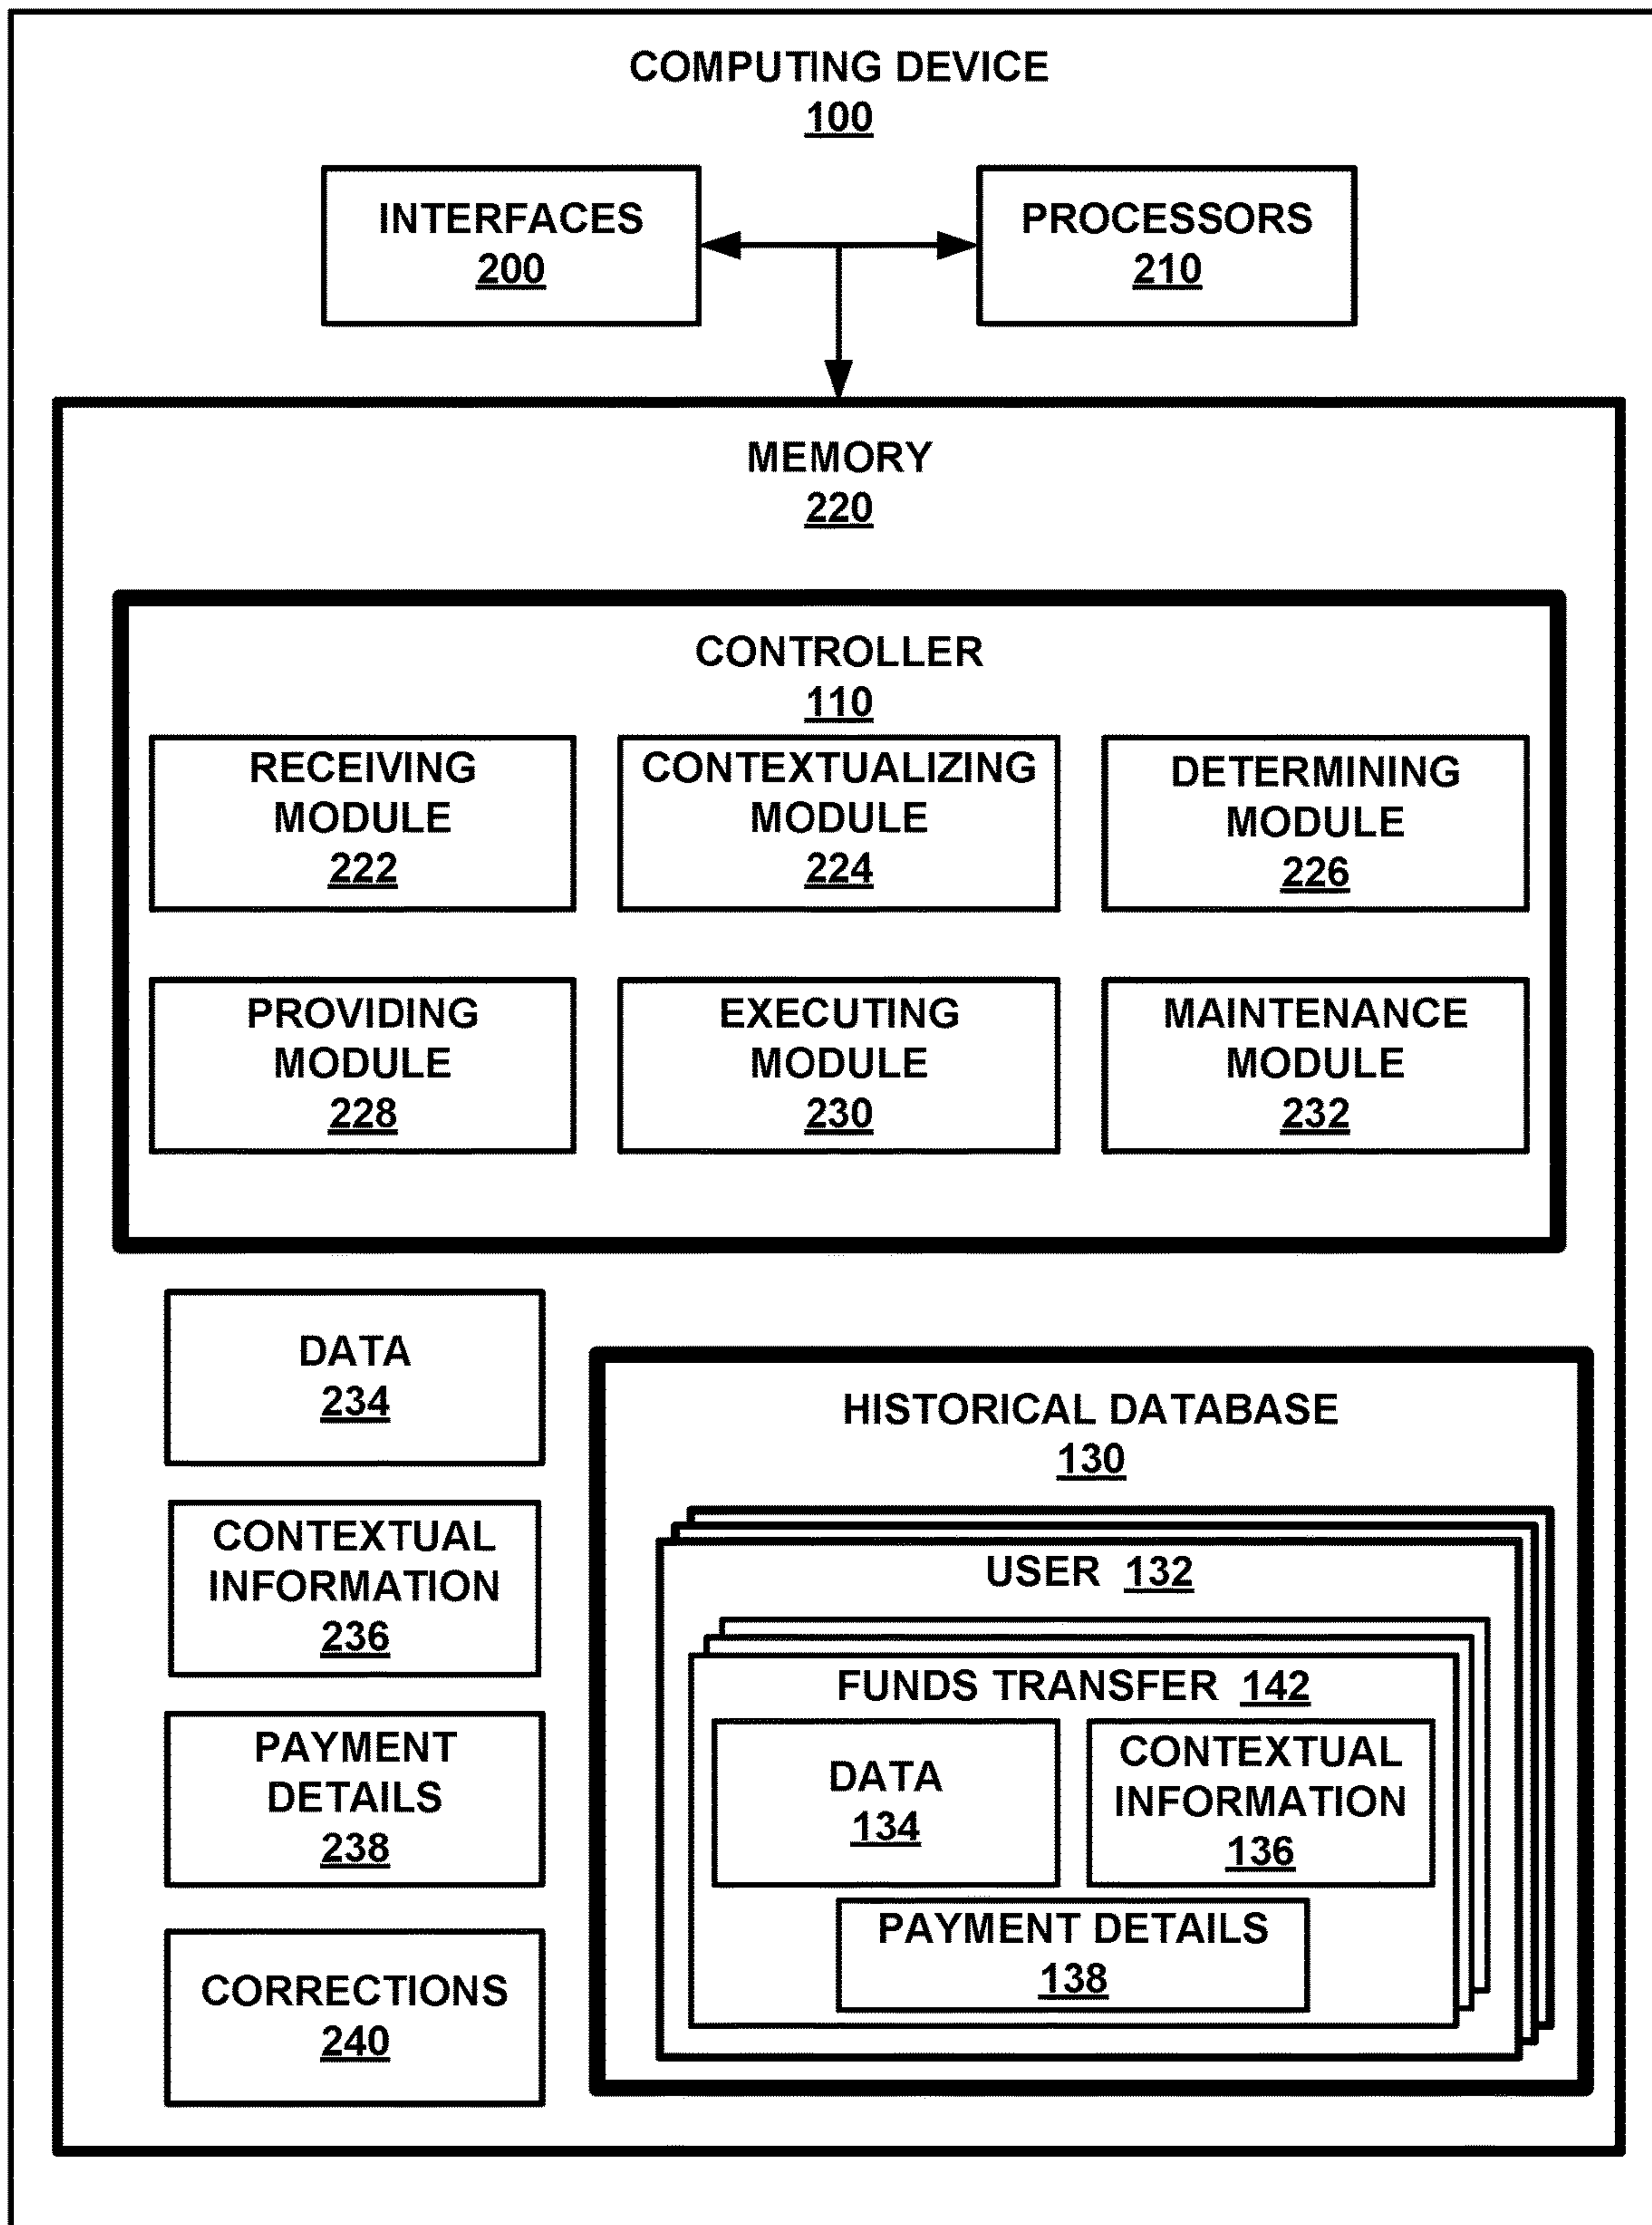 COMPUTING DEVICE
100
INTERFACES
200
PROCESSORS
210
MEMORY
220
CONTROLLER
110
RECEIVING
MODULE
222
CONTEXTUALIZING
MODULE
224
DETERMINING
MODULE
226
PROVIDING
MODULE
228
EXECUTING
MODULE
230
MAINTENANCE
MODULE
232
DATA
234
CONTEXTUAL
INFORMATION
236
PAYMENT
DETAILS
238
CORRECTIONS
240
HISTORICAL DATABASE
130
USER 132
FUNDS TRANSFER 142
DATA
134
CONTEXTUAL
INFORMATION
136
PAYMENT DETAILS
138